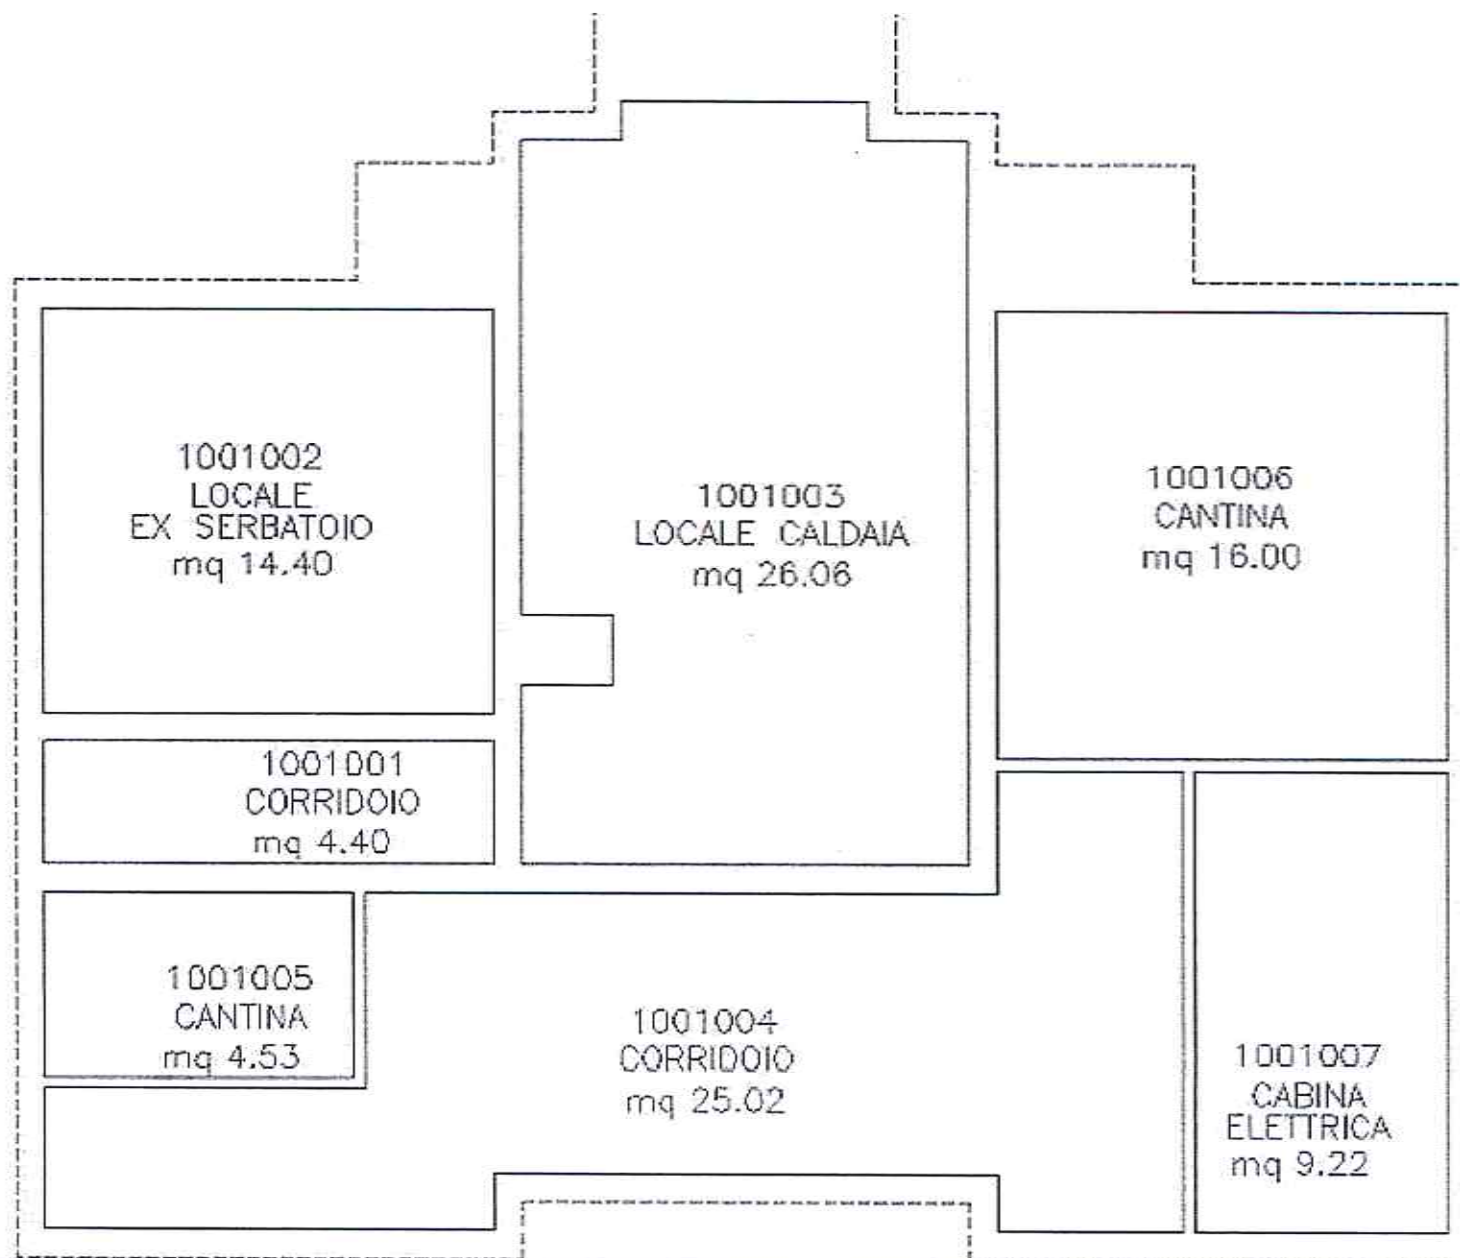 1001002
LOCALE
EX SERBATOIO
mq 14.40
1001003
LOCALE CALDAIA
mq 26.06
1001006
CANTINA
mq 16.00
1001001
CORRIDOIO
mq 4.40
1001005
CANTINA
mq 4.53
1001004
CORRIDOIO
mq 25.02
1001007
CABINA
ELETTRICA
mq 9.22